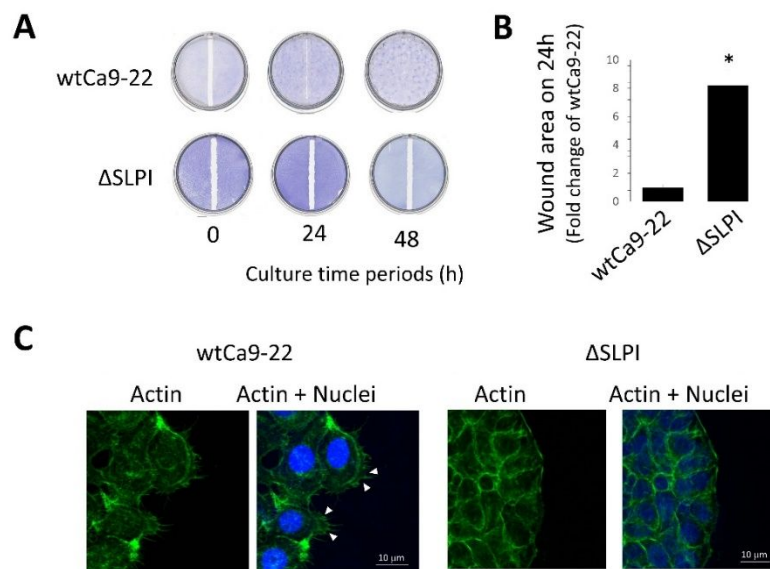 A
wtCa9-22
ΔSLPI
0 24 48
Culture time periods (h)
B
Wound area on 24h
(Fold change of wtCa9-22)
10
8
6
4
2
0
*
wtCa9-22
ΔSLPI
C
wtCa9-22 ΔSLPI
Actin Actin + Nuclei Actin Actin + Nuclei
10 μm 10 μm